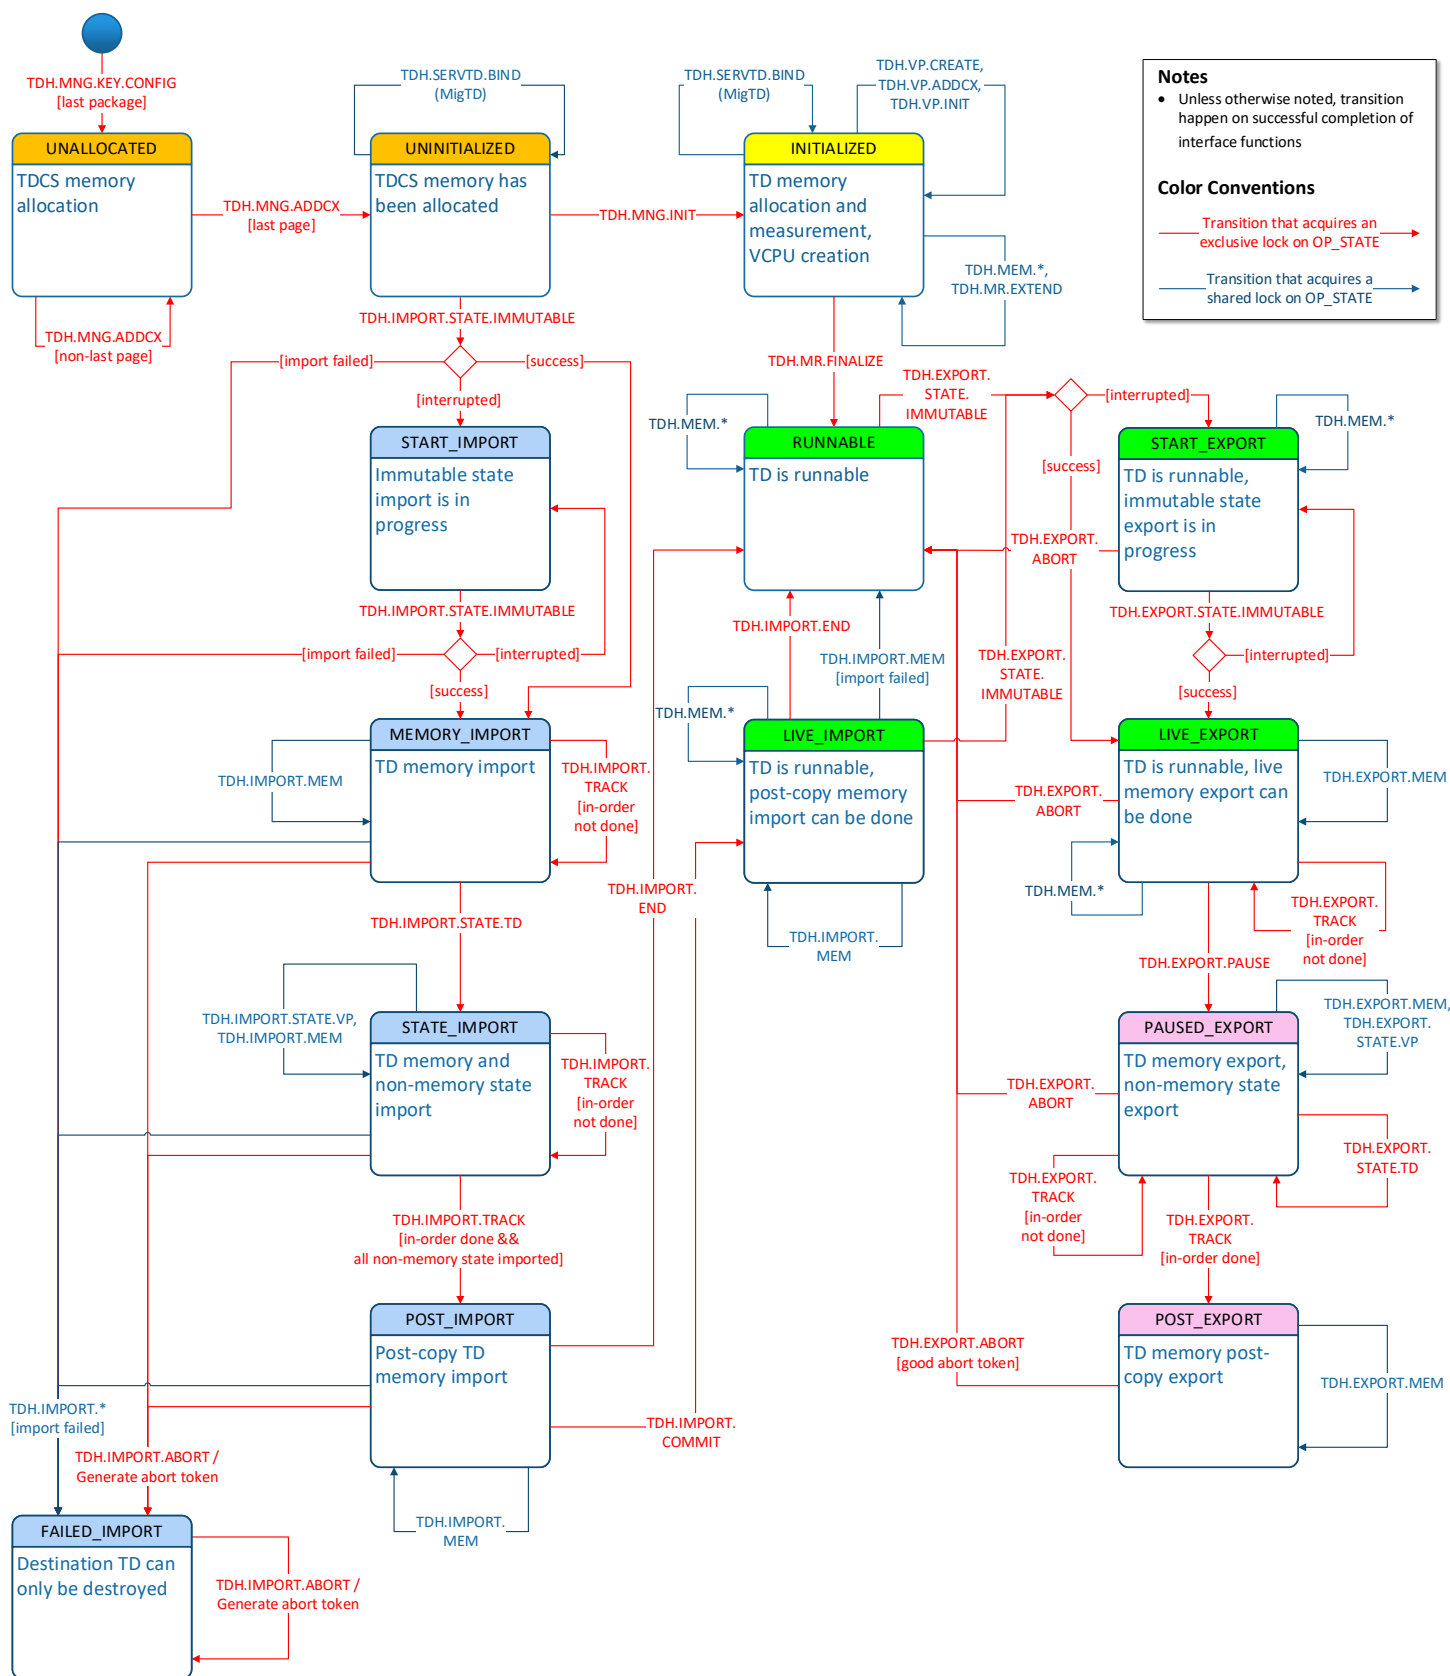 TDH.MNG.KEY.CONFIG
[last package]
UNALLOCATED
TDCS memory
allocation
TDH.MNG.ADDCX
[last page]
TDH.MNG.ADDCX
[non-last page]
TDH.SERVTD.BIND
(MigTD)
UNINITIALIZED
TDCS memory has
been allocated
TDH.MNG.INIT
TDH.SERVTD.BIND
(MigTD)
TDH.VP.CREATE,
TDH.VP.ADDCX,
TDH.VP.INIT
INITIALIZED
TD memory
allocation and
measurement,
VCPU creation
TDH.MEM.*,
TDH.MR.EXTEND
Notes
• Unless otherwise noted, transition
happen on successful completion of
interface functions
Color Conventions
Transition that acquires an
exclusive lock on OP_STATE
Transition that acquires a
shared lock on OP_STATE
TDH.IMPORT.STATE.IMMUTABLE
[import failed]
[success]
[interrupted]
START_IMPORT
Immutable state
import is in
progress
TDH.IMPORT.STATE.IMMUTABLE
[import failed]
[interrupted]
[success]
TDH.MR.FINALIZE
TDH.EXPORT.
STATE.
IMMUTABLE
TDH.MEM.*
RUNNABLE
TD is runnable
[interrupted]
[success]
TDH.MEM.*
START_EXPORT
TD is runnable,
immutable state
export is in
progress
TDH.EXPORT.
ABORT
TDH.EXPORT.STATE.IMMUTABLE
[interrupted]
[success]
TDH.IMPORT.END
TDH.IMPORT.MEM
[import failed]
TDH.EXPORT.
STATE.
IMMUTABLE
MEMORY_IMPORT
TD memory import
TDH.IMPORT.MEM
TDH.IMPORT.
TRACK
[in-order
not done]
TDH.MEM.*
LIVE_IMPORT
TD is runnable,
post-copy memory
import can be done
TDH.IMPORT.
MEM
LIVE_EXPORT
TD is runnable, live
memory export can
be done
TDH.EXPORT.MEM
TDH.EXPORT.
ABORT
TDH.MEM.*
TDH.EXPORT.
TRACK
[in-order
not done]
TDH.IMPORT.
END
TDH.IMPORT.STATE.TD
TDH.EXPORT.PAUSE
TDH.IMPORT.STATE.VP,
TDH.IMPORT.MEM
STATE_IMPORT
TD memory and
non-memory state
import
TDH.IMPORT.
TRACK
[in-order
not done]
PAUSED_EXPORT
TD memory export,
non-memory state
export
TDH.EXPORT.MEM,
TDH.EXPORT.
STATE.VP
TDH.EXPORT.
ABORT
TDH.EXPORT.
STATE.TD
TDH.EXPORT.
TRACK
[in-order
not done]
TDH.EXPORT.
TRACK
[in-order done]
TDH.IMPORT.TRACK
[in-order done &&
all non-memory state imported]
POST_IMPORT
Post-copy TD
memory import
TDH.IMPORT.
COMMIT
TDH.IMPORT.
MEM
TDH.EXPORT.ABORT
[good abort token]
POST_EXPORT
TD memory post-
copy export
TDH.EXPORT.MEM
TDH.IMPORT.*
[import failed]
TDH.IMPORT.ABORT /
Generate abort token
FAILED_IMPORT
Destination TD can
only be destroyed
TDH.IMPORT.ABORT /
Generate abort token